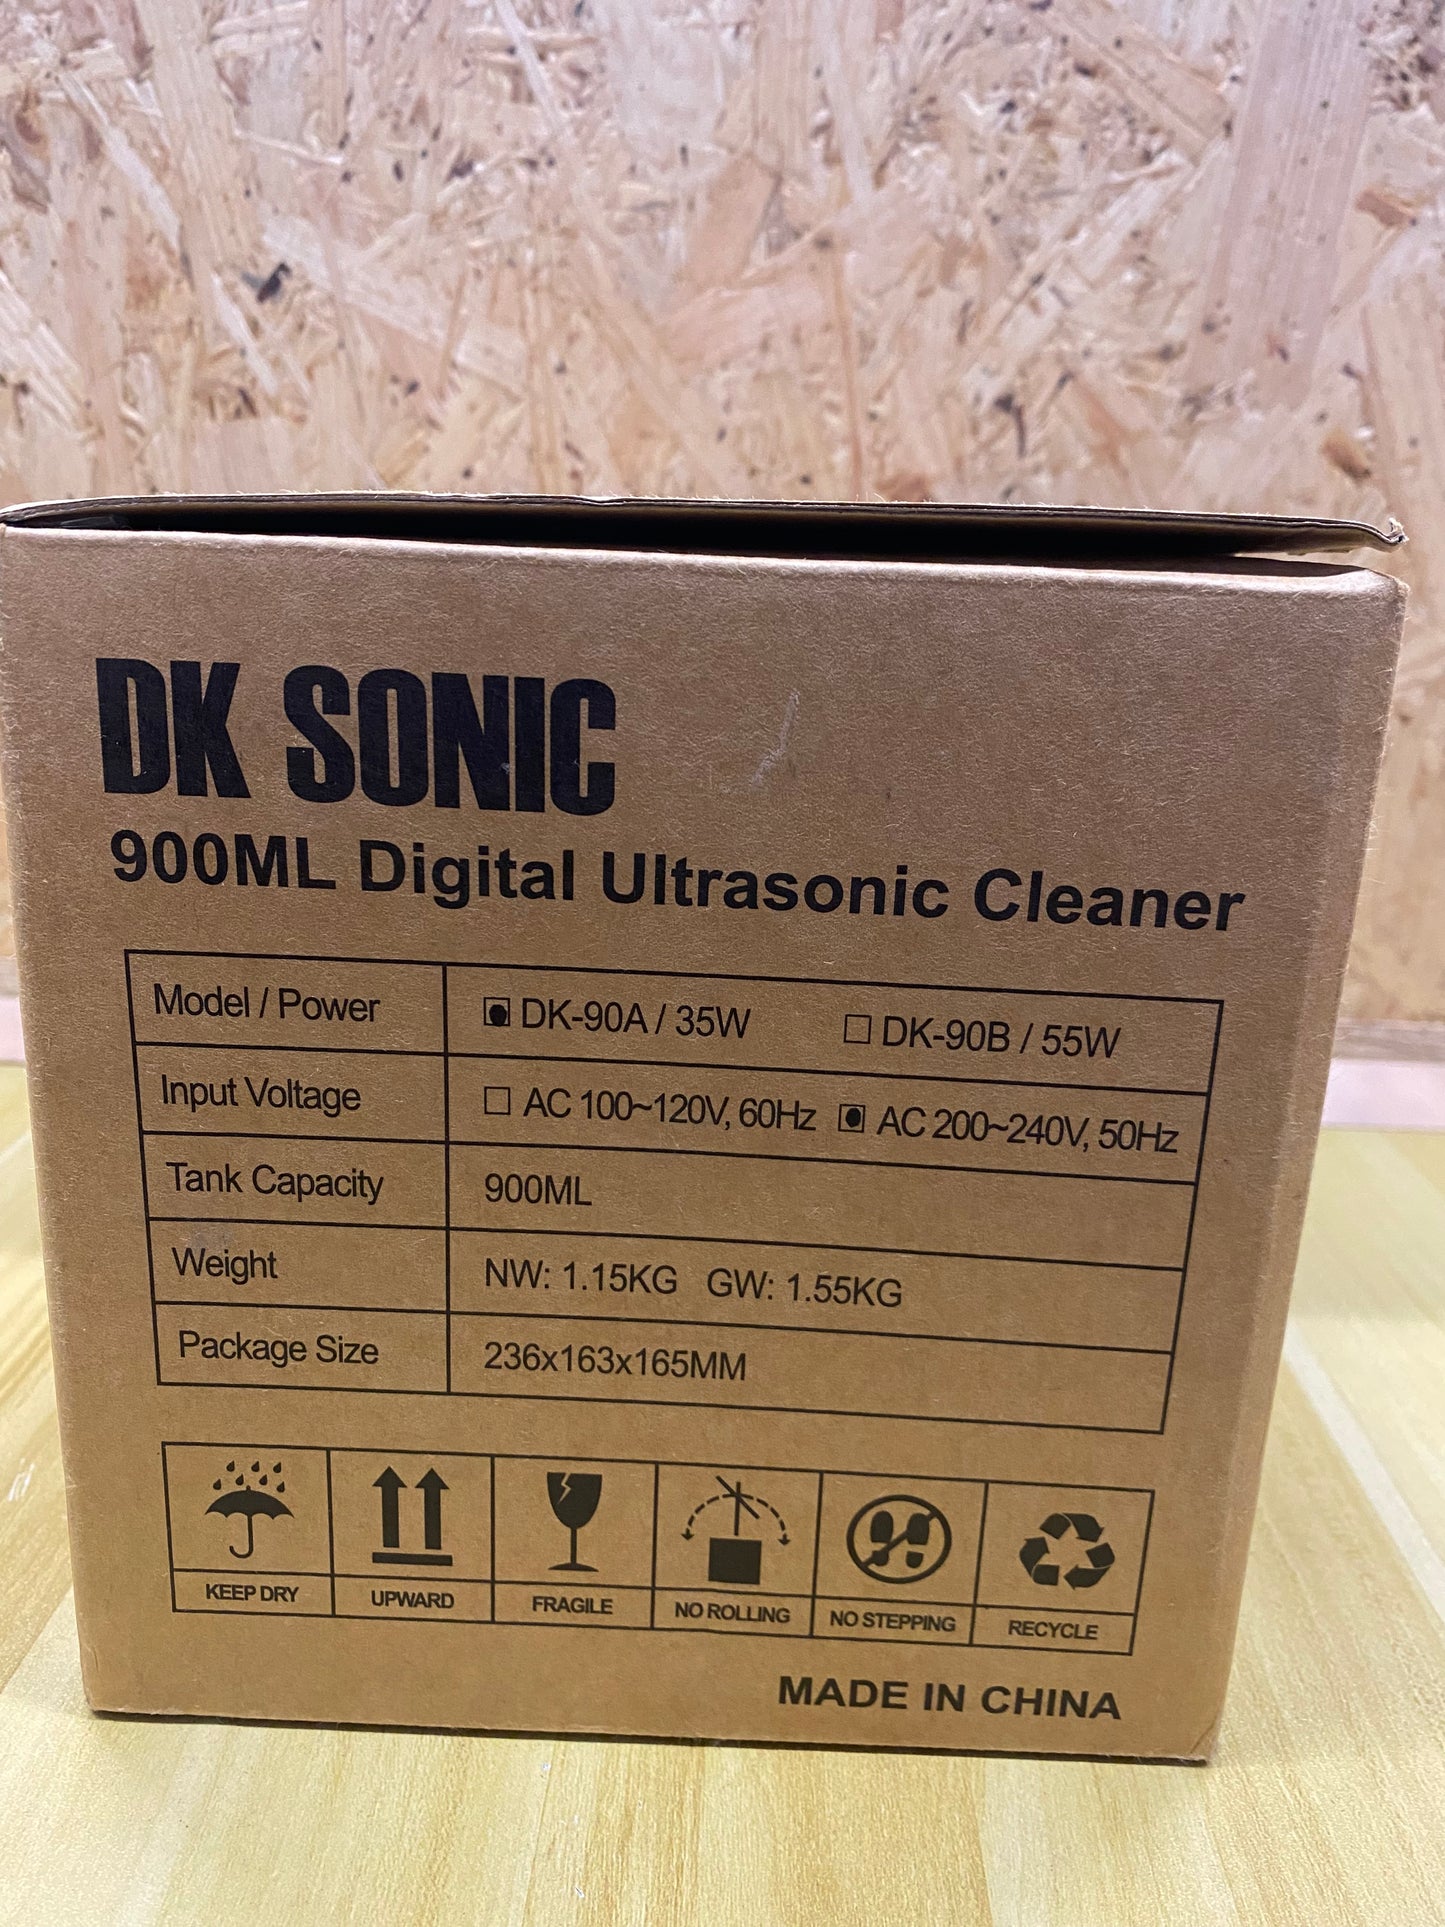 DK SONIC
900ML Digital Ultrasonic Cleaner
Model / Power DK-90A / 35W DK-90B / 55W
Input Voltage AC 100~120V, 60Hz AC 200~240V, 50Hz
Tank Capacity 900ML
Weight NW: 1.15KG GW: 1.55KG
Package Size 236x163x165MM
KEEP DRY UPWARD FRAGILE NO ROLLING NO STEPPING RECYCLE
MADE IN CHINA